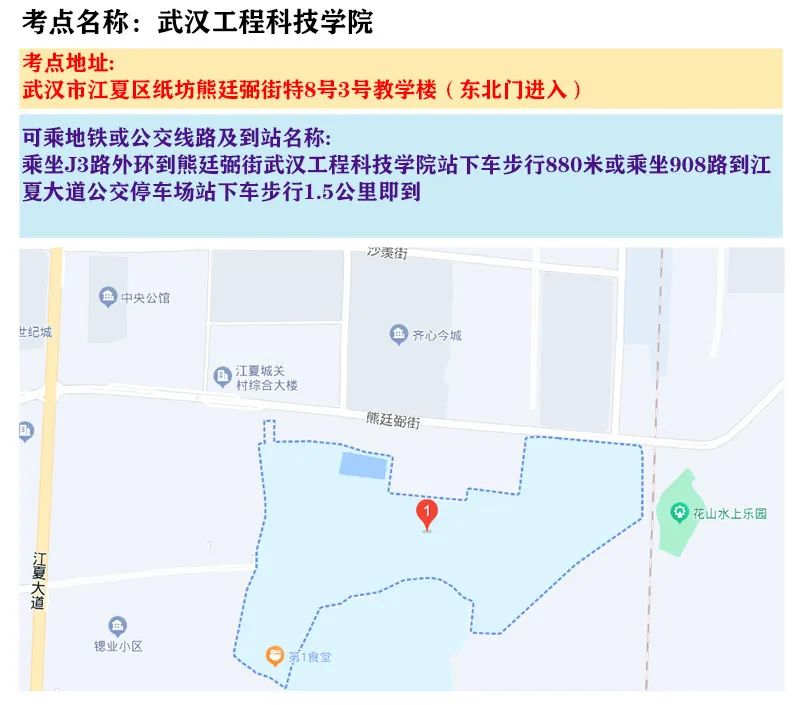 考点名称：武汉工程科技学院
考点地址:
武汉市江夏区纸坊熊廷弼街特8号3号教学楼（东北门进入）
可乘地铁或公交线路及到站名称:
乘坐J3路外环到熊廷弼街武汉工程科技学院站下车步行880米或乘坐908路到江
夏大道公交停车场站下车步行1.5公里即到
沙羡街
中央公馆
世纪城
齐心今城
江夏城关
村综合大楼
熊廷弼街
1
花山水上乐园
江夏大道
锶业小区
第1食堂